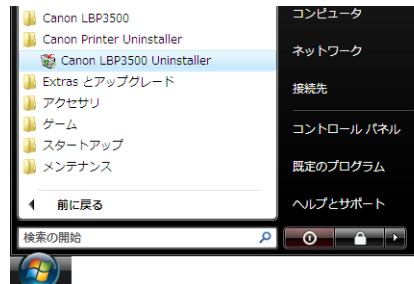 Canon LBP3500
Canon Printer Uninstaller
Canon LBP3500 Uninstaller
Extras とアップグレード
アクセサリ
ゲーム
スタートアップ
メンテナンス
前に戻る
検索の開始
コンピュータ
ネットワーク
接続先
コントロール パネル
既定のプログラム
ヘルプとサポート